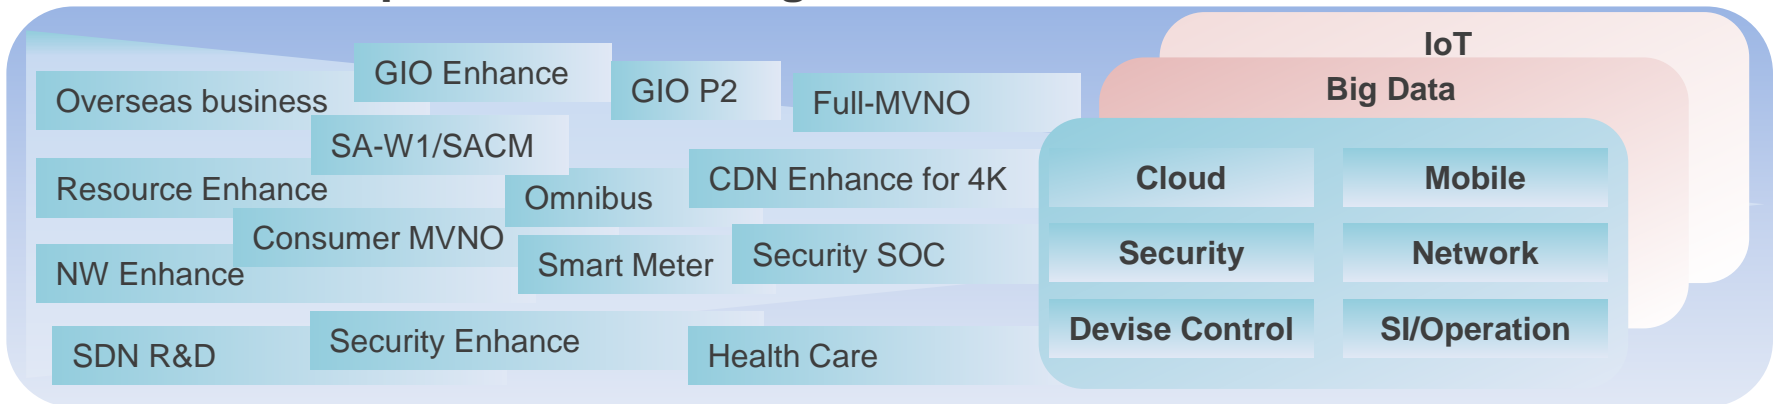 GIO Enhance
GIO P2
Full-MVNO
Overseas business
SA-W1/SACM
Resource Enhance
Omnibus
CDN Enhance for 4K
Consumer MVNO
NW Enhance
Smart Meter
Security SOC
SDN R&D
Security Enhance
Health Care
IoT
Big Data
Cloud
Mobile
Security
Network
Devise Control
SI/Operation